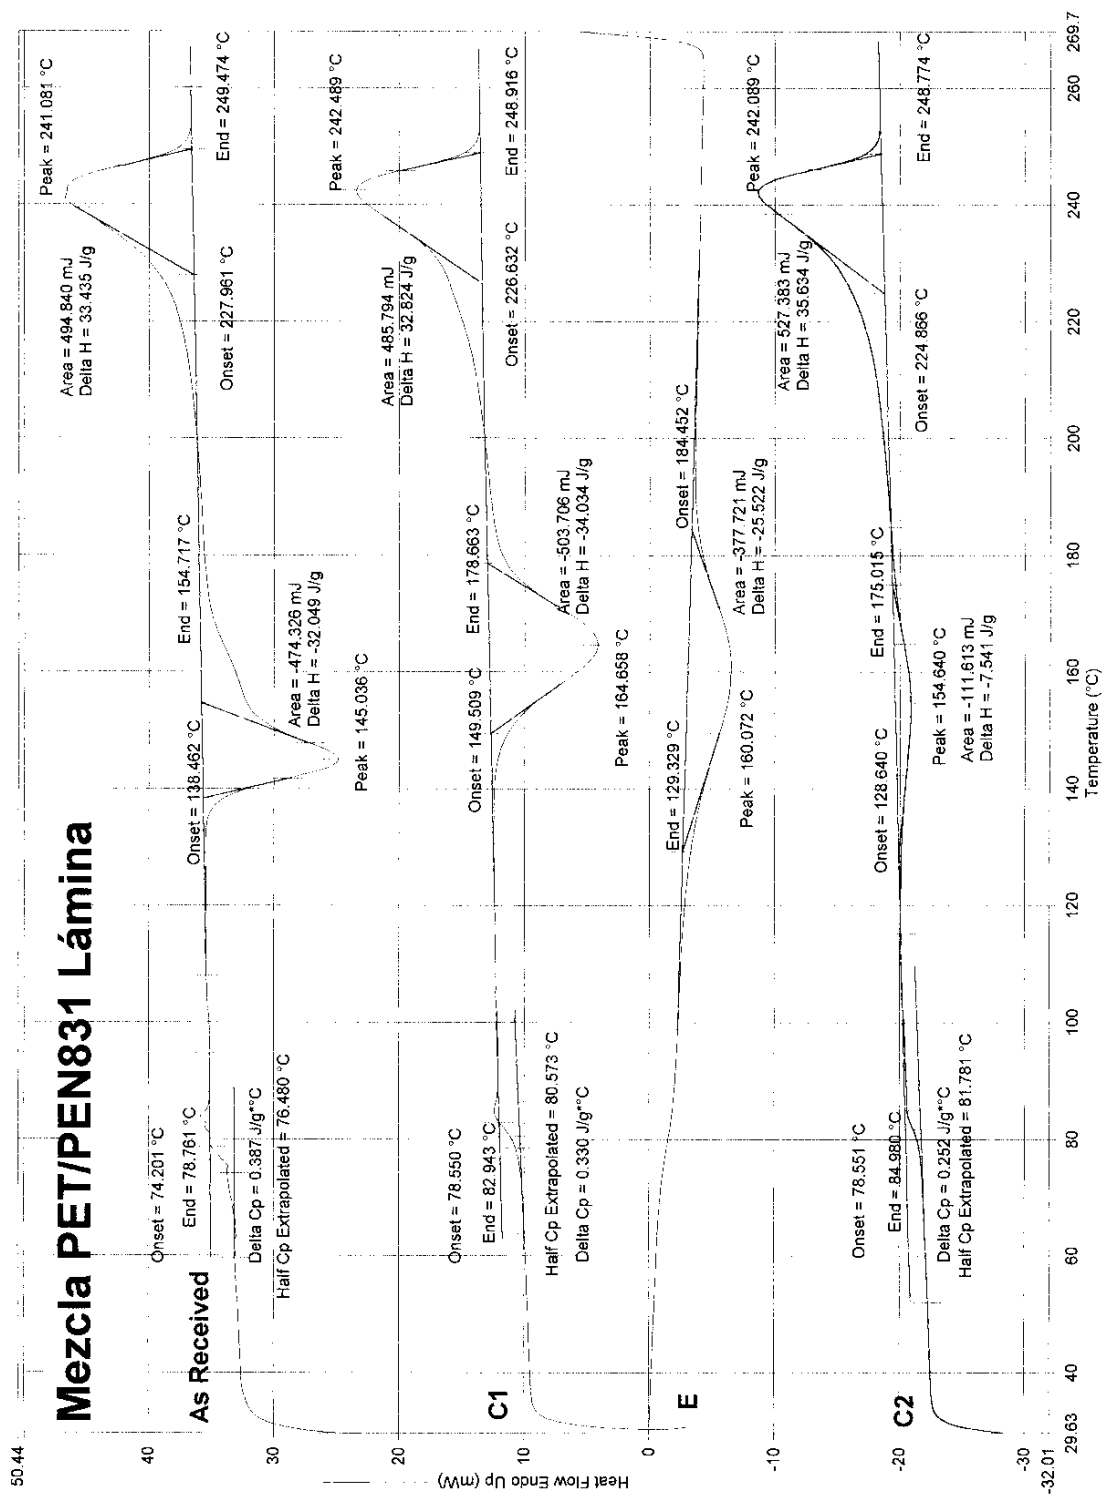 Mezcla PET/PEN831 Lámina
As Received
Onset = 74.201 °C
End = 78.761 °C
Delta Cp = 0.387 J/g*°C
Half Cp Extrapolated = 76.480 °C
Onset = 138.462 °C
End = 154.717 °C
Peak = 145.036 °C
Area = -474.326 mJ
Delta H = -32.049 J/g
Area = 494.840 mJ
Delta H = 33.435 J/g
Onset = 227.961 °C
Peak = 241.081 °C
End = 249.474 °C
C1
Onset = 78.550 °C
End = 82.943 °C
Half Cp Extrapolated = 80.573 °C
Delta Cp = 0.330 J/g*°C
Onset = 149.509 °C
End = 178.663 °C
Peak = 164.658 °C
Area = -503.706 mJ
Delta H = -34.034 J/g
Area = 485.794 mJ
Delta H = 32.824 J/g
Onset = 226.632 °C
Peak = 242.489 °C
End = 248.916 °C
E
End = 129.329 °C
Onset = 184.452 °C
Peak = 160.072 °C
Area = -377.721 mJ
Delta H = -25.522 J/g
C2
Onset = 78.551 °C
End = 84.980 °C
Delta Cp = 0.252 J/g*°C
Half Cp Extrapolated = 81.781 °C
Onset = 128.640 °C
End = 175.015 °C
Peak = 154.640 °C
Area = -111.613 mJ
Delta H = -7.541 J/g
Area = 527.383 mJ
Delta H = 35.634 J/g
Onset = 224.866 °C
Peak = 242.089 °C
End = 248.774 °C
Heat Flow Endo Up (mW)
50.44
40
30
20
10
0
-10
-20
-30
-32.01
29.63
40
60
80
100
120
140
160
180
200
220
240
260
269.7
Temperature (°C)